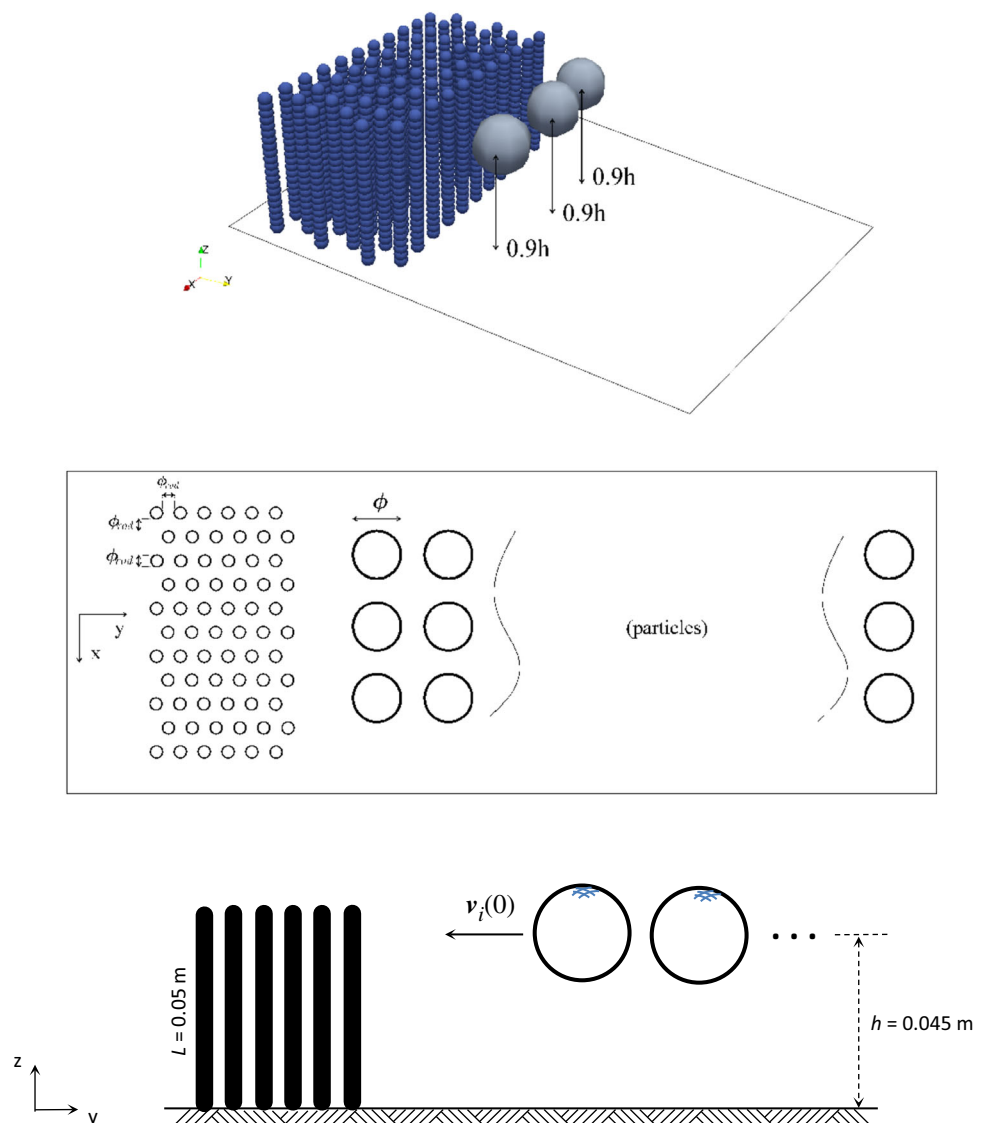 0.9h
0.9h
0.9h
Z
X
Y
ϕrod
ϕrod
ϕrod
ϕ
y
x
(particles)
vi(0)
L = 0.05 m
h = 0.045 m
z
y